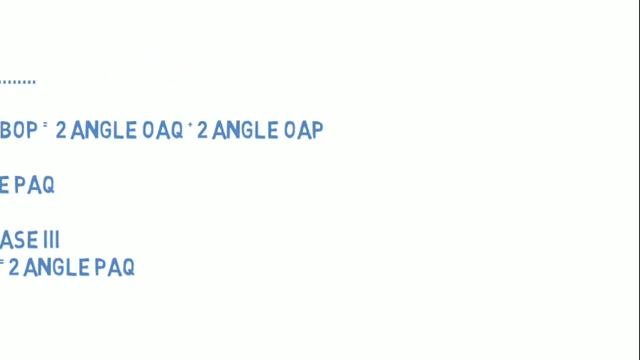 ........
BOP = 2 ANGLE OAQ + 2 ANGLE OAP
E PAQ
ASE III
= 2 ANGLE PAQ